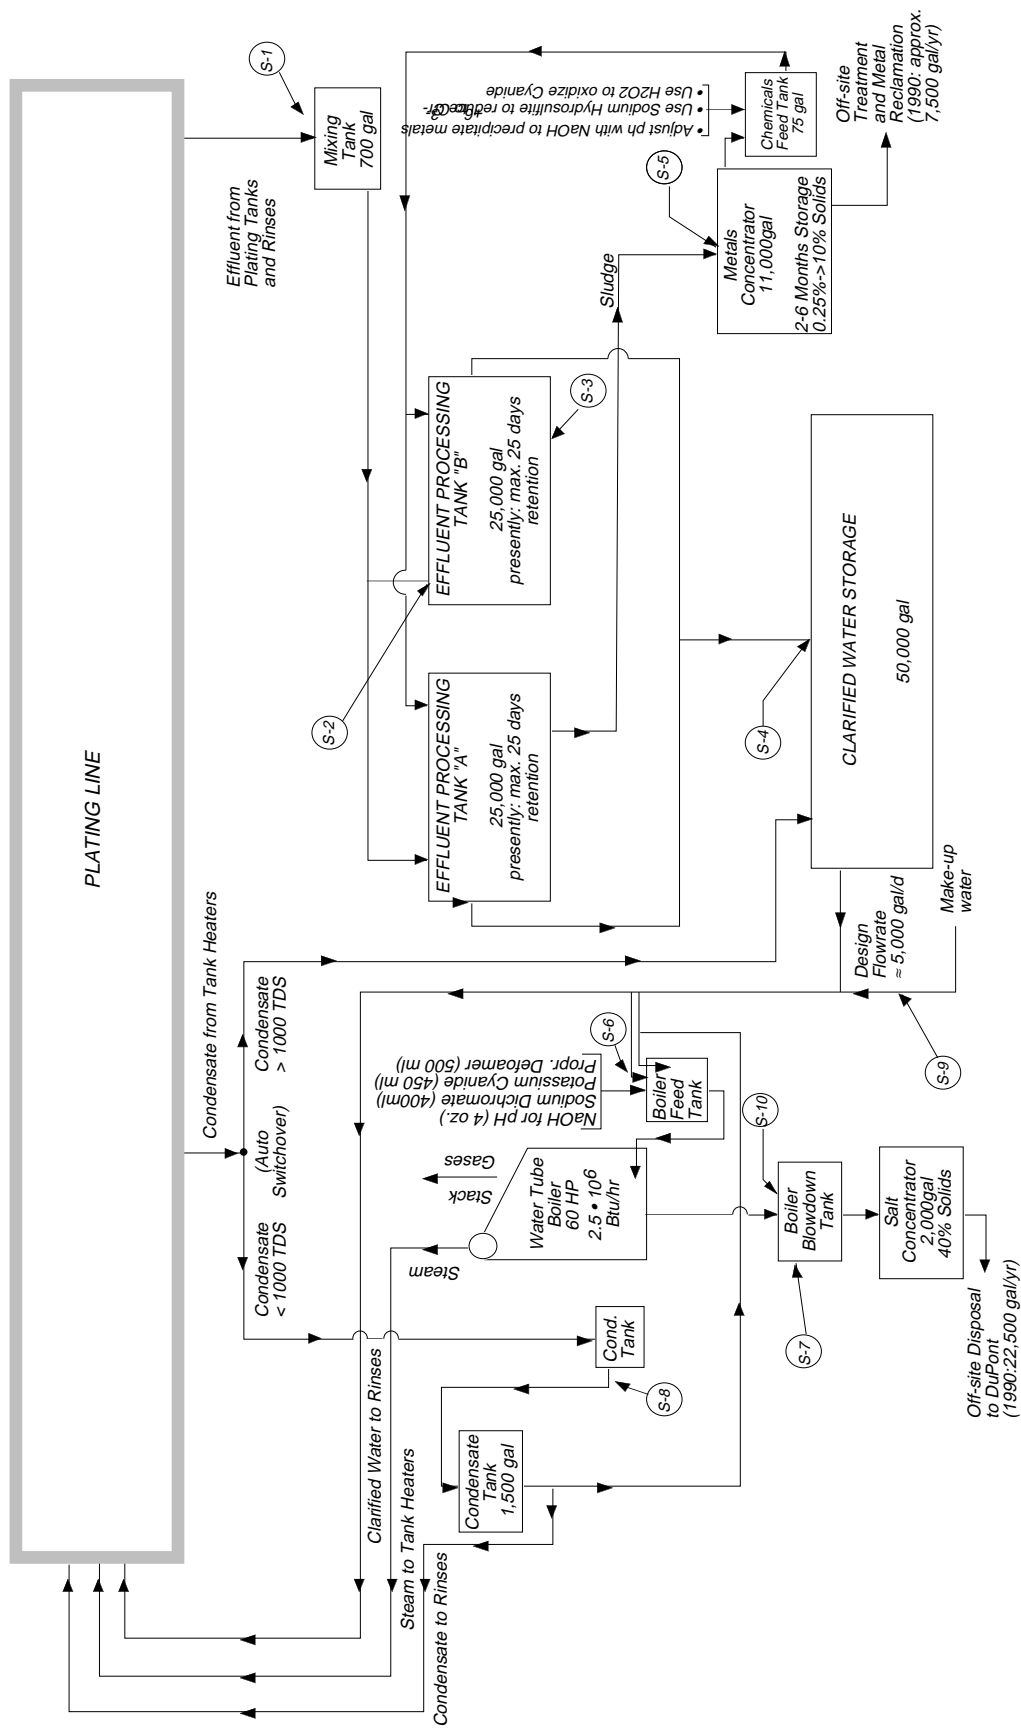 PLATING LINE
S-1
Mixing
Tank
700 gal
Effluent from
Plating Tanks
and Rinses
• Adjust ph with NaOH to precipitate metals
• Use Sodium Hydrosulfite to reduce Cr
• Use H2O2 to oxidize Cyanide
Chemicals
Feed Tank
75 gal
Off-site
Treatment
and Metal
Reclamation
(1990: approx.
7,500 gal/yr)
S-5
Metals
Concentrator
11,000gal
2-6 Months Storage
0.25%->10% Solids
Sludge
EFFLUENT PROCESSING
TANK "B"
25,000 gal
presently: max. 25 days
retention
S-3
S-2
EFFLUENT PROCESSING
TANK "A"
25,000 gal
presently: max. 25 days
retention
S-4
CLARIFIED WATER STORAGE
50,000 gal
Make-up
water
Design
Flowrate
≈ 5,000 gal/d
S-9
Condensate from Tank Heaters
Condensate
> 1000 TDS
(Auto
Switchover)
Condensate
< 1000 TDS
NaOH for pH (4 oz.)
Sodium Dichromate (400ml)
Potassium Cyanide (450 ml)
Propr. Defoamer (500 ml)
S-6
Boiler
Feed
Tank
Stack
Gases
Water Tube
Boiler
60 HP
2.5 • 10⁶
Btu/hr
Steam
S-10
Boiler
Blowdown
Tank
S-7
Salt
Concentrator
2,000gal
40% Solids
Off-site Disposal
to DuPont
(1990:22,500 gal/yr)
Cond.
Tank
S-8
Condensate
Tank
1,500 gal
Clarified Water to Rinses
Steam to Tank Heaters
Condensate to Rinses